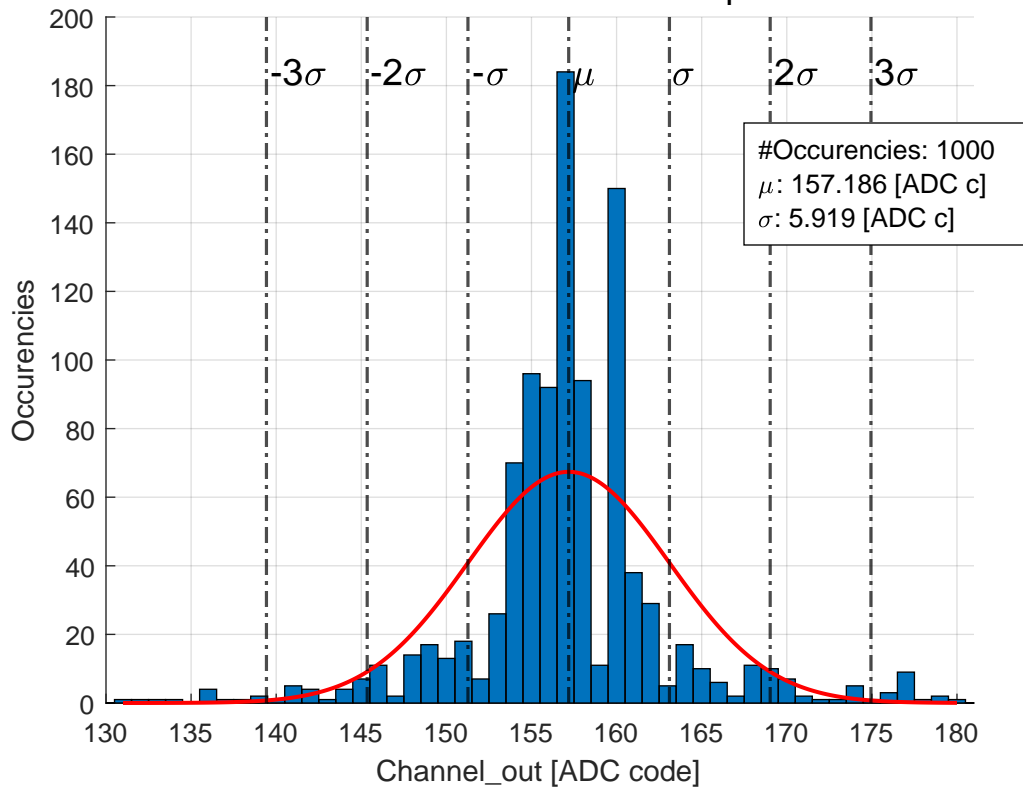 200
180
160
140
120
100
80
60
40
20
0
-3σ
-2σ
-σ
μ
σ
2σ
3σ
#Occurencies: 1000
μ: 157.186 [ADC c]
σ: 5.919 [ADC c]
Occurencies
130
135
140
145
150
155
160
165
170
175
180
Channel_out [ADC code]